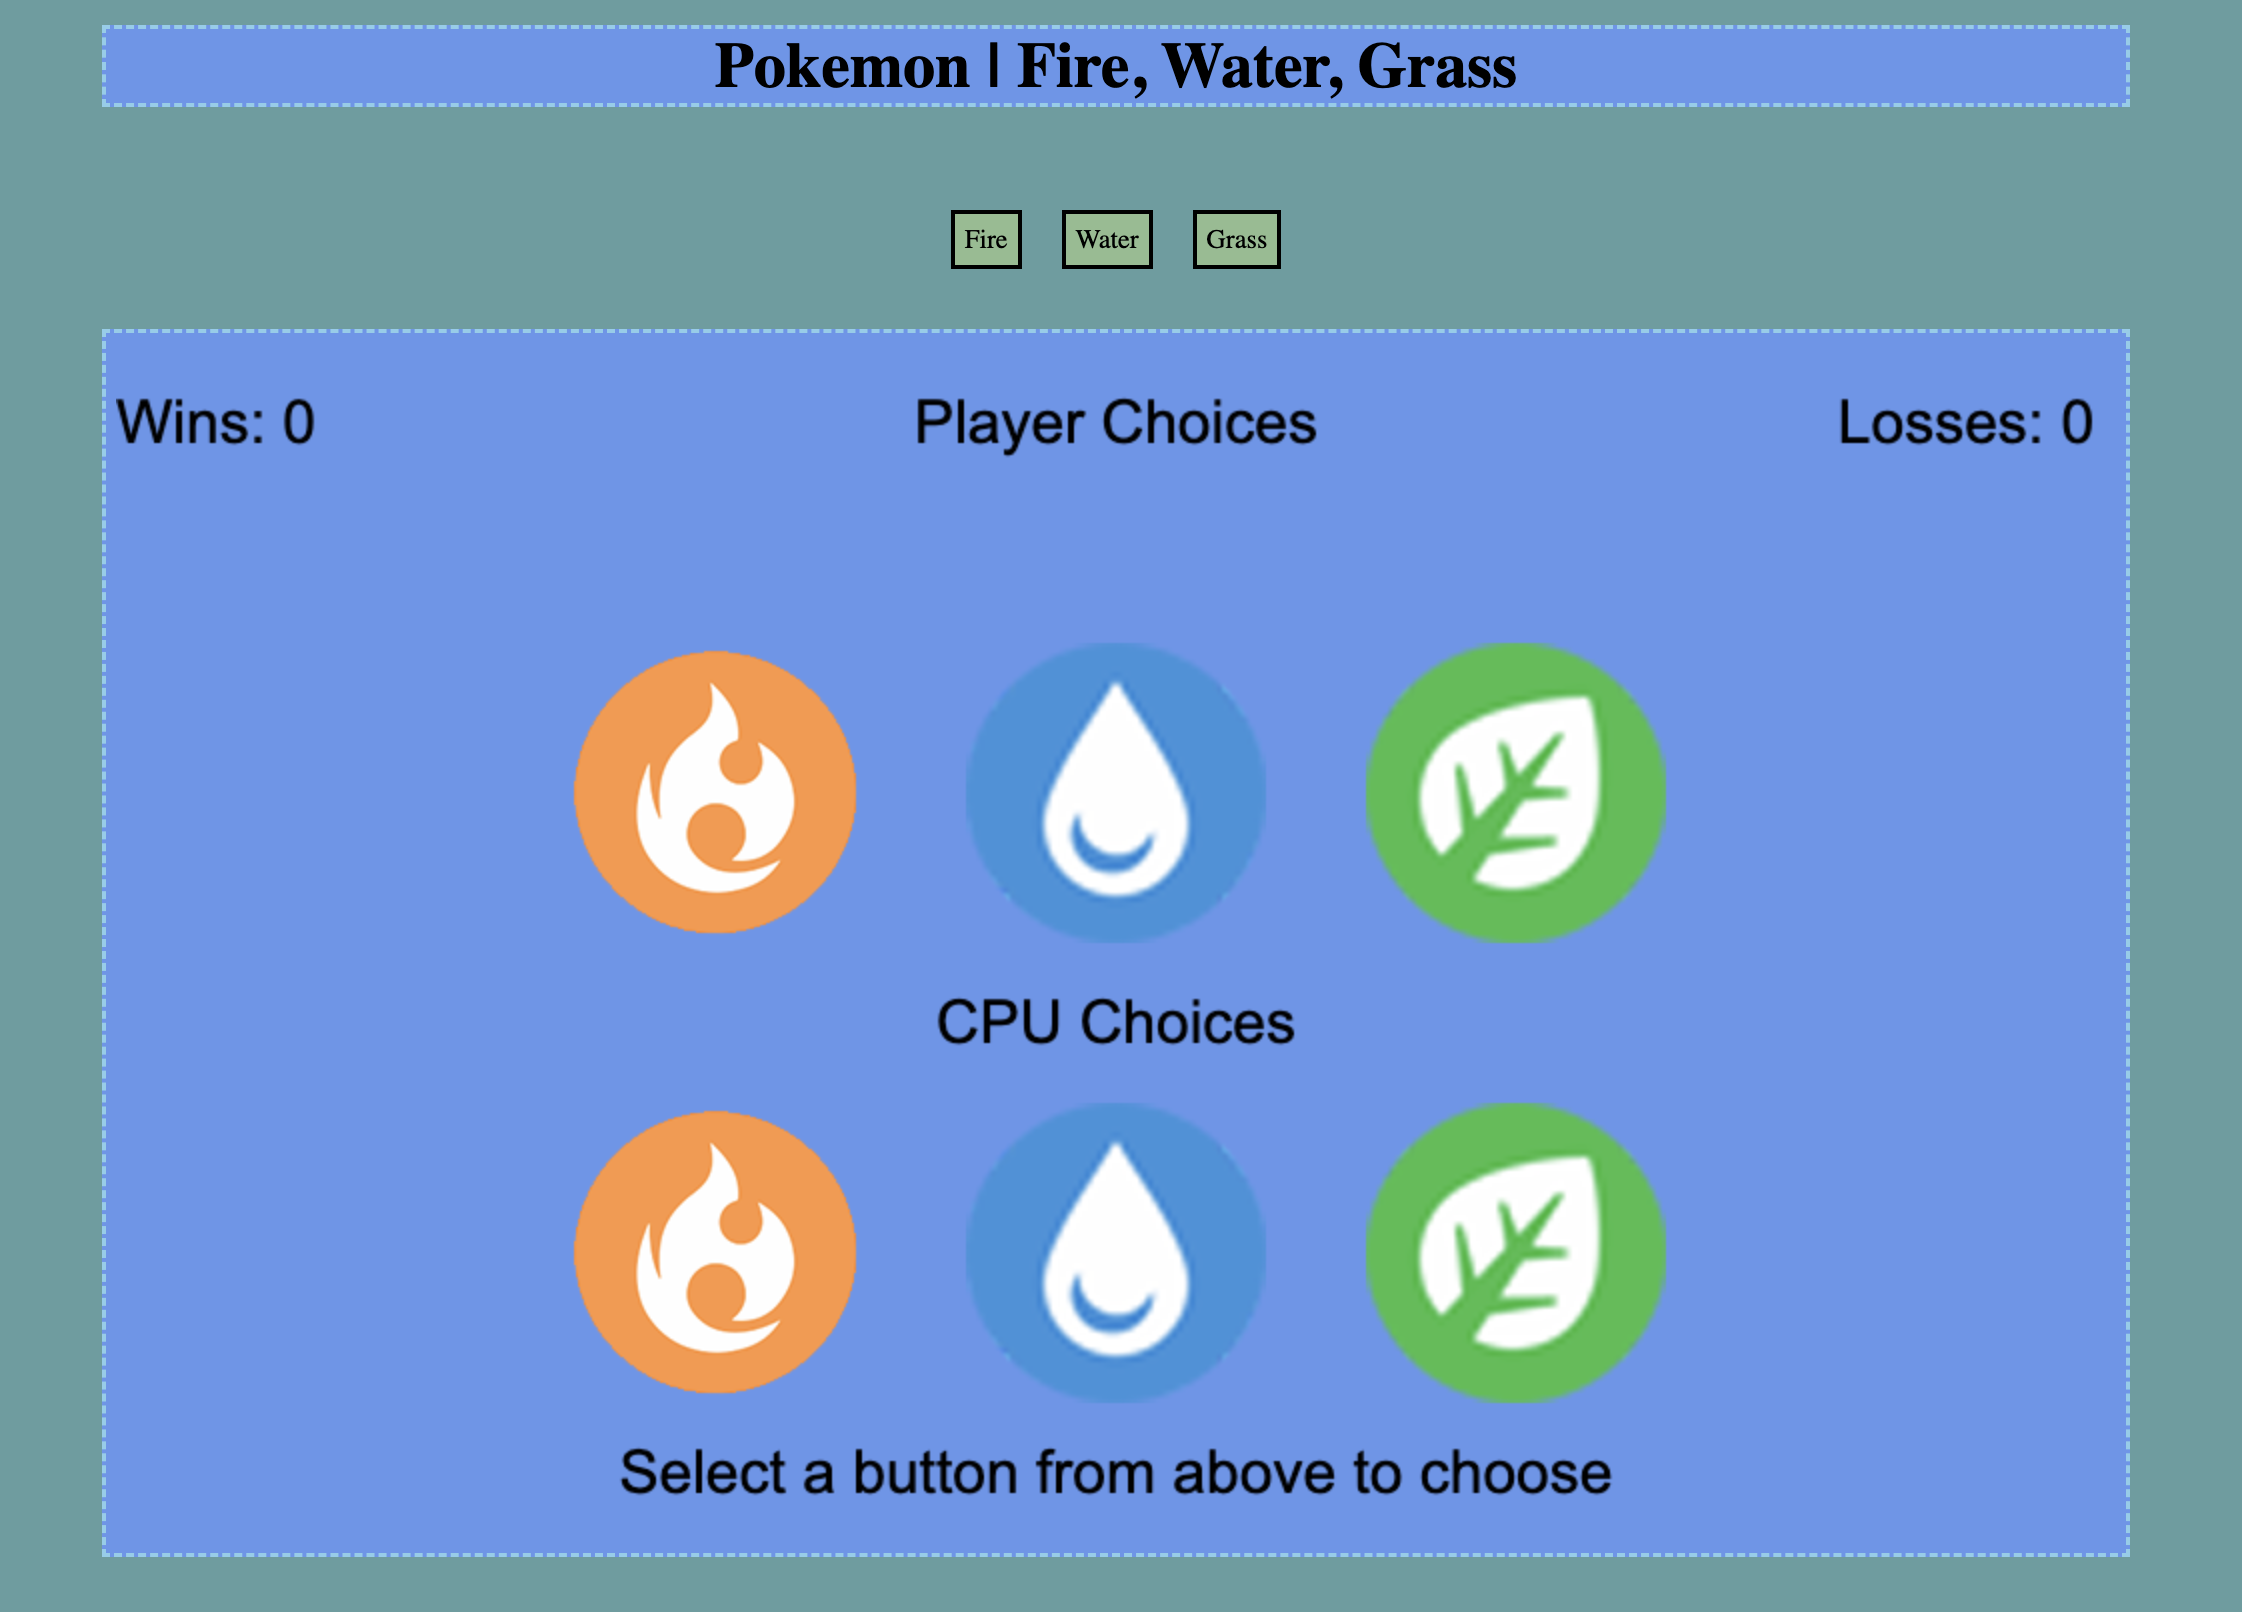 Pokemon | Fire, Water, Grass
Fire Water Grass
Wins: 0 Player Choices Losses: 0
CPU Choices
Select a button from above to choose